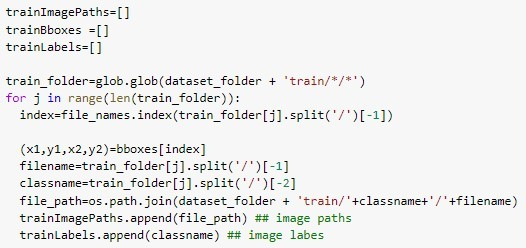 trainImagePaths=[]
trainBboxes =[]
trainLabels=[]
train_folder=glob.glob(dataset_folder + 'train/*/*')
for j in range(len(train_folder)):
  index=file_names.index(train_folder[j].split('/')[-1])
  (x1,y1,x2,y2)=bboxes[index]
  filename=train_folder[j].split('/')[-1]
  classname=train_folder[j].split('/')[-2]
  file_path=os.path.join(dataset_folder + 'train/'+classname+'/'+filename)
  trainImagePaths.append(file_path) ## image paths
  trainLabels.append(classname) ## image labes